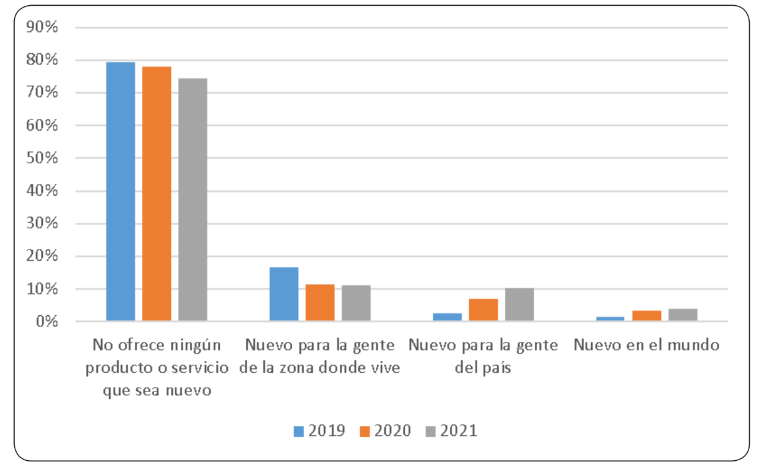 90%
80%
70%
60%
50%
40%
30%
20%
10%
0%
No ofrece ningún
producto o servicio
que sea nuevo
Nuevo para la gente
de la zona donde vive
Nuevo para la gente
del país
Nuevo en el mundo
2019 2020 2021